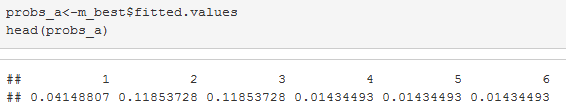 probs_a<-m_best$fitted.values
head(probs_a)
##          1          2          3          4          5          6
## 0.04148807 0.11853728 0.11853728 0.01434493 0.01434493 0.01434493